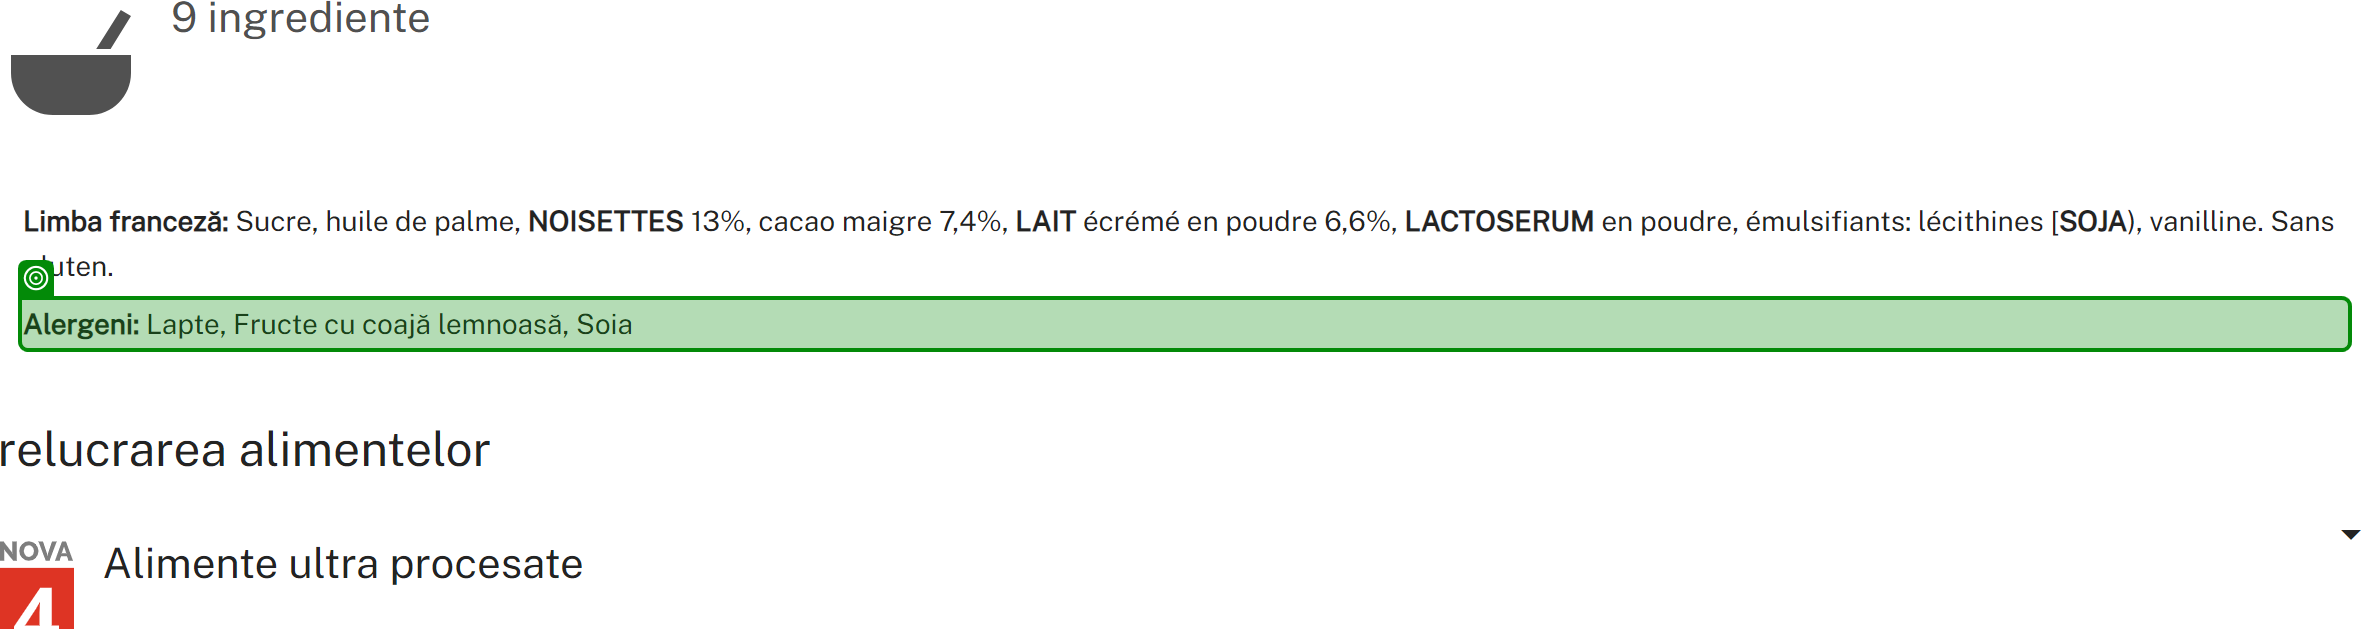 9 ingrediente
Limba franceză: Sucre, huile de palme, NOISETTES 13%, cacao maigre 7,4%, LAIT écrémé en poudre 6,6%, LACTOSERUM en poudre, émulsifiants: lécithines [SOJA), vanilline. Sans
luten.
Alergeni: Lapte, Fructe cu coajă lemnoasă, Soia
relucrarea alimentelor
NOVA
Alimente ultra procesate
4